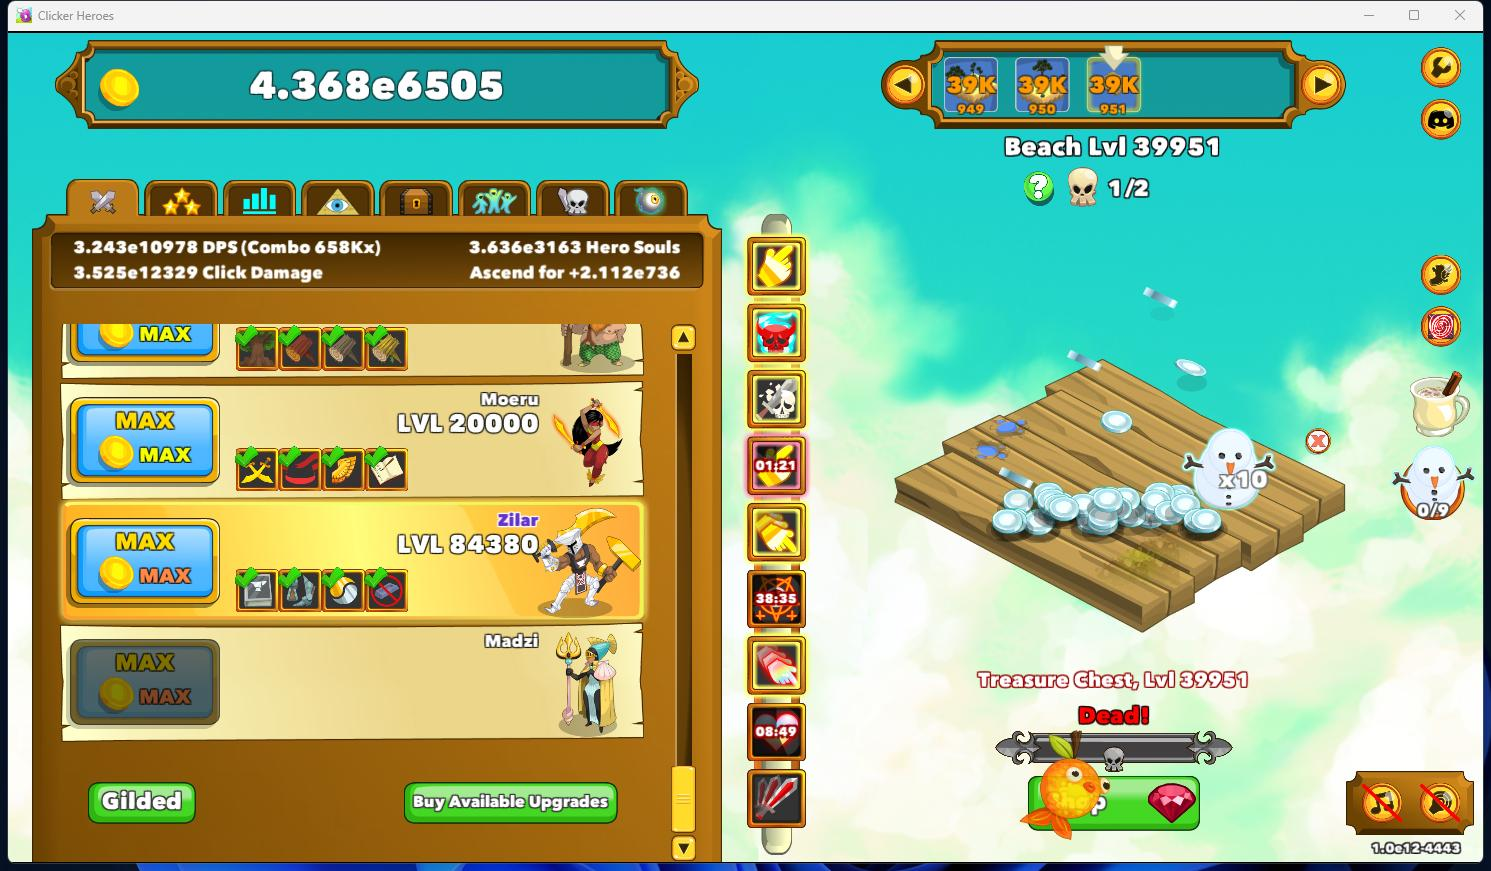 Clicker Heroes
4.368e6505
39K
949
39K
950
39K
951
Beach Lvl 39951
1/2
3.243e10978 DPS (Combo 658Kx)
3.636e3163 Hero Souls
3.525e12329 Click Damage
Ascend for +2.112e736
MAX
Moeru
LVL 20000
MAX
MAX
Zilar
LVL 84380
MAX
MAX
Madzi
MAX
MAX
Gilded
Buy Available Upgrades
01:21
38:35
08:49
x10
0/9
Treasure Chest, Lvl 39951
Dead!
Shop
1.0e12-4443